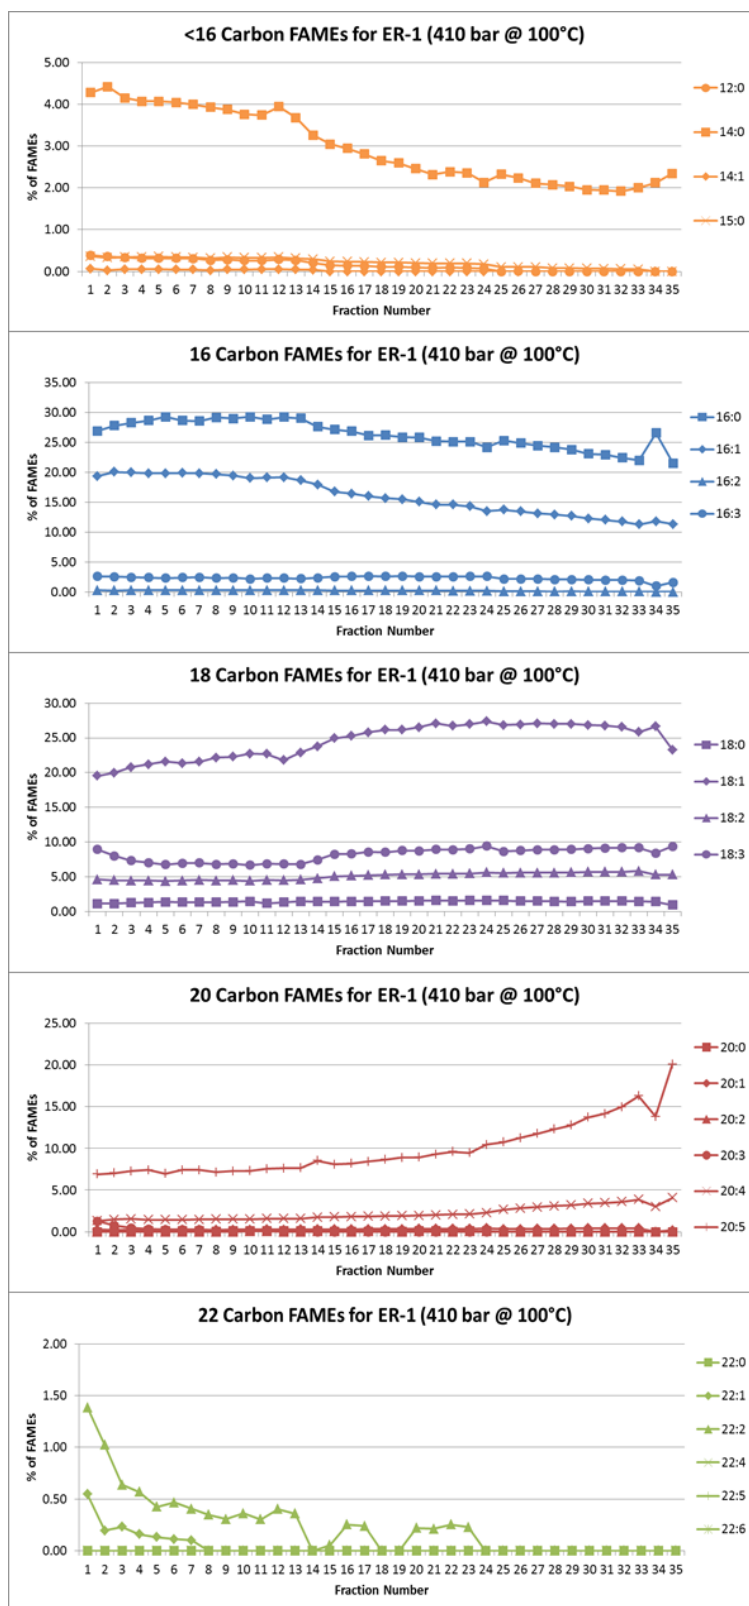 <16 Carbon FAMEs for ER-1 (410 bar @ 100°C)
5.00
4.00
3.00
2.00
1.00
0.00
% of FAMEs
1 2 3 4 5 6 7 8 9 10 11 12 13 14 15 16 17 18 19 20 21 22 23 24 25 26 27 28 29 30 31 32 33 34 35
Fraction Number
12:0
14:0
14:1
15:0
16 Carbon FAMEs for ER-1 (410 bar @ 100°C)
35.00
30.00
25.00
20.00
15.00
10.00
5.00
0.00
% of FAMEs
1 2 3 4 5 6 7 8 9 10 11 12 13 14 15 16 17 18 19 20 21 22 23 24 25 26 27 28 29 30 31 32 33 34 35
Fraction Number
16:0
16:1
16:2
16:3
18 Carbon FAMEs for ER-1 (410 bar @ 100°C)
30.00
25.00
20.00
15.00
10.00
5.00
0.00
% of FAMEs
1 2 3 4 5 6 7 8 9 10 11 12 13 14 15 16 17 18 19 20 21 22 23 24 25 26 27 28 29 30 31 32 33 34 35
Fraction Number
18:0
18:1
18:2
18:3
20 Carbon FAMEs for ER-1 (410 bar @ 100°C)
25.00
20.00
15.00
10.00
5.00
0.00
% of FAMEs
1 2 3 4 5 6 7 8 9 10 11 12 13 14 15 16 17 18 19 20 21 22 23 24 25 26 27 28 29 30 31 32 33 34 35
Fraction Number
20:0
20:1
20:2
20:3
20:4
20:5
22 Carbon FAMEs for ER-1 (410 bar @ 100°C)
2.00
1.50
1.00
0.50
0.00
% of FAMEs
1 2 3 4 5 6 7 8 9 10 11 12 13 14 15 16 17 18 19 20 21 22 23 24 25 26 27 28 29 30 31 32 33 34 35
Fraction Number
22:0
22:1
22:2
22:4
22:5
22:6